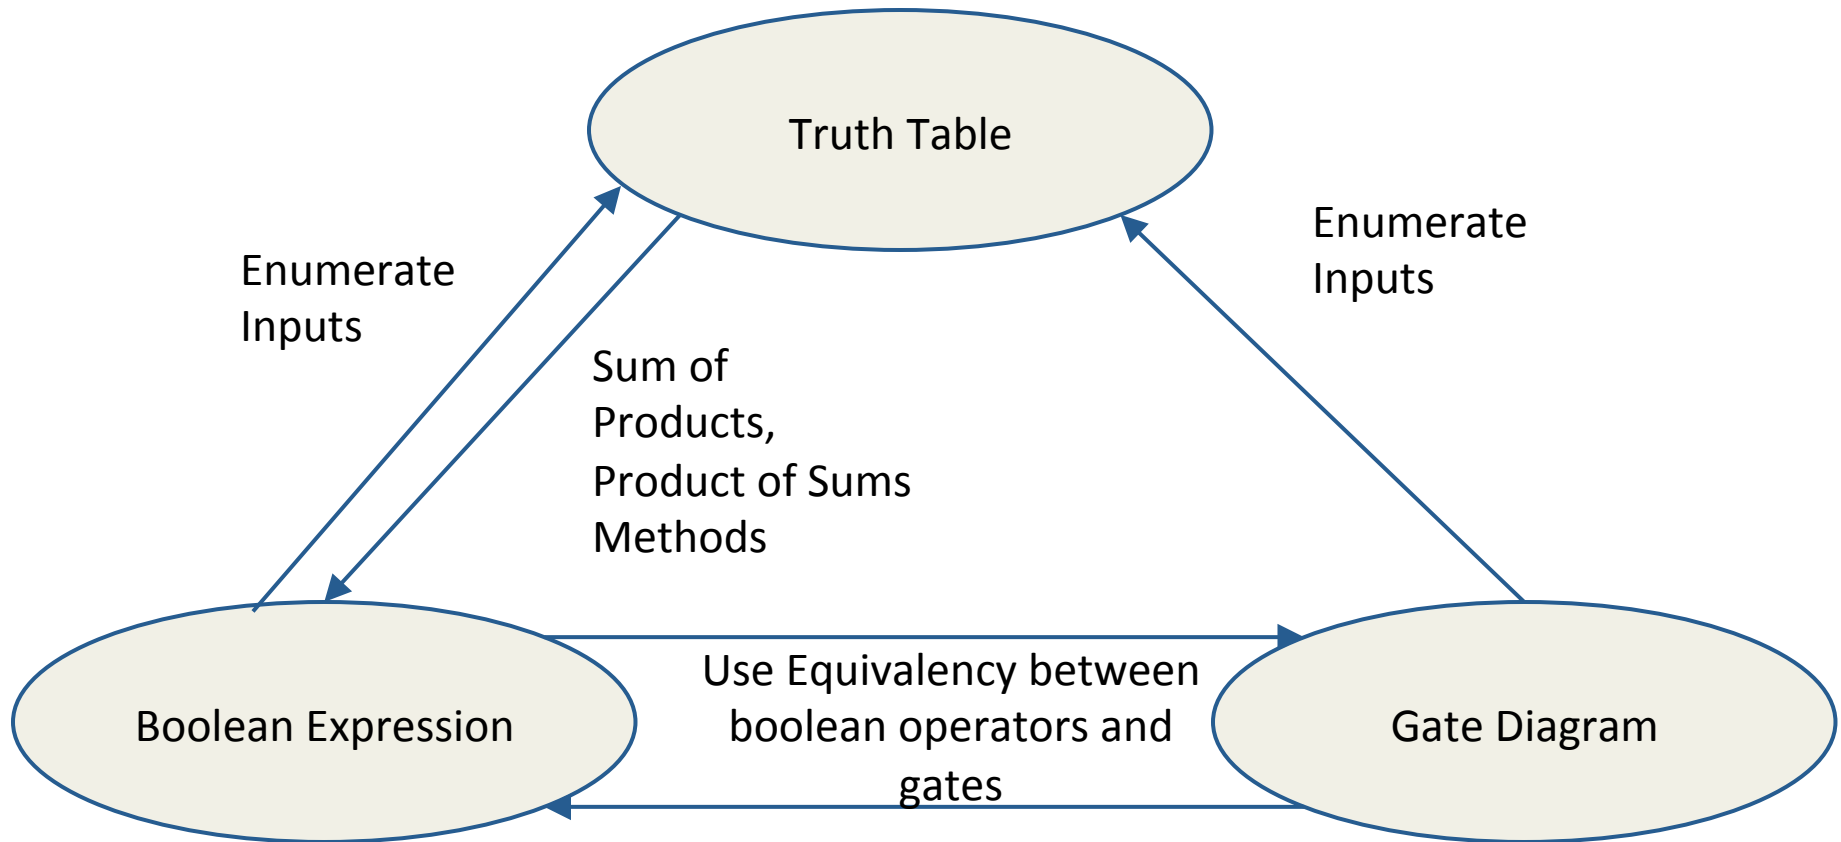 Truth Table
Enumerate
Inputs
Enumerate
Inputs
Sum of
Products,
Product of Sums
Methods
Use Equivalency between
boolean operators and
gates
Boolean Expression
Gate Diagram